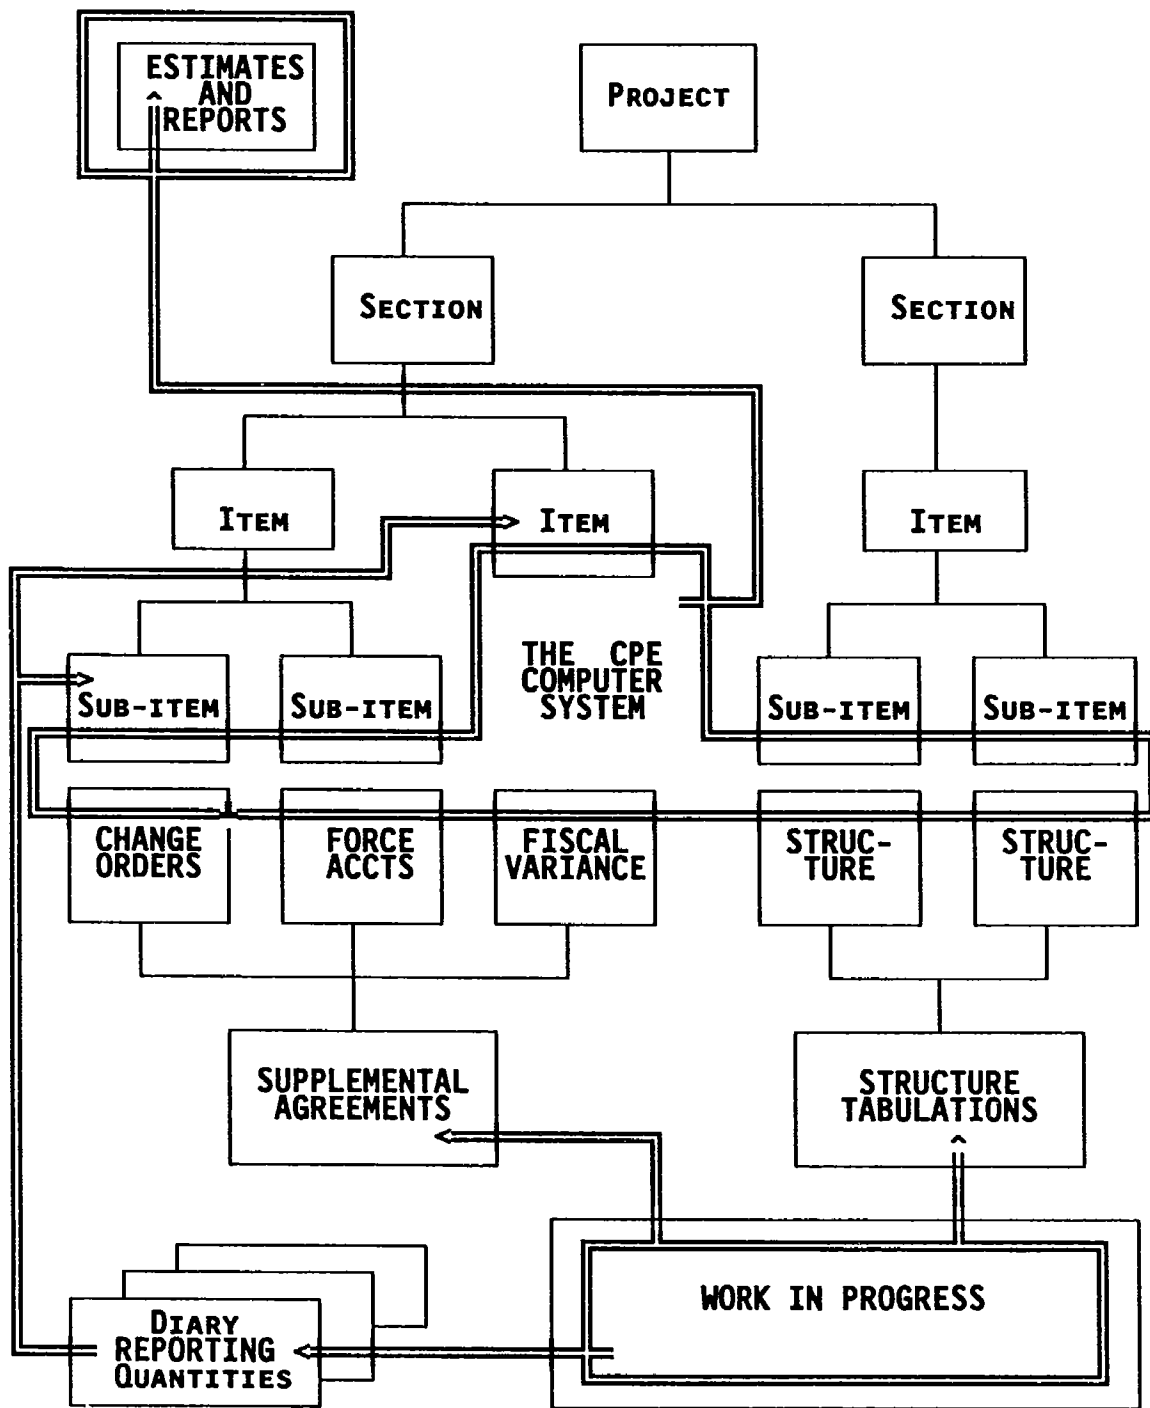 ESTIMATES
AND
REPORTS
PROJECT
SECTION
SECTION
ITEM
ITEM
ITEM
THE CPE
COMPUTER
SYSTEM
SUB-ITEM
SUB-ITEM
SUB-ITEM
SUB-ITEM
CHANGE
ORDERS
FORCE
ACCTS
FISCAL
VARIANCE
STRUC-
TURE
STRUC-
TURE
SUPPLEMENTAL
AGREEMENTS
STRUCTURE
TABULATIONS
WORK IN PROGRESS
DIARY
REPORTING
QUANTITIES